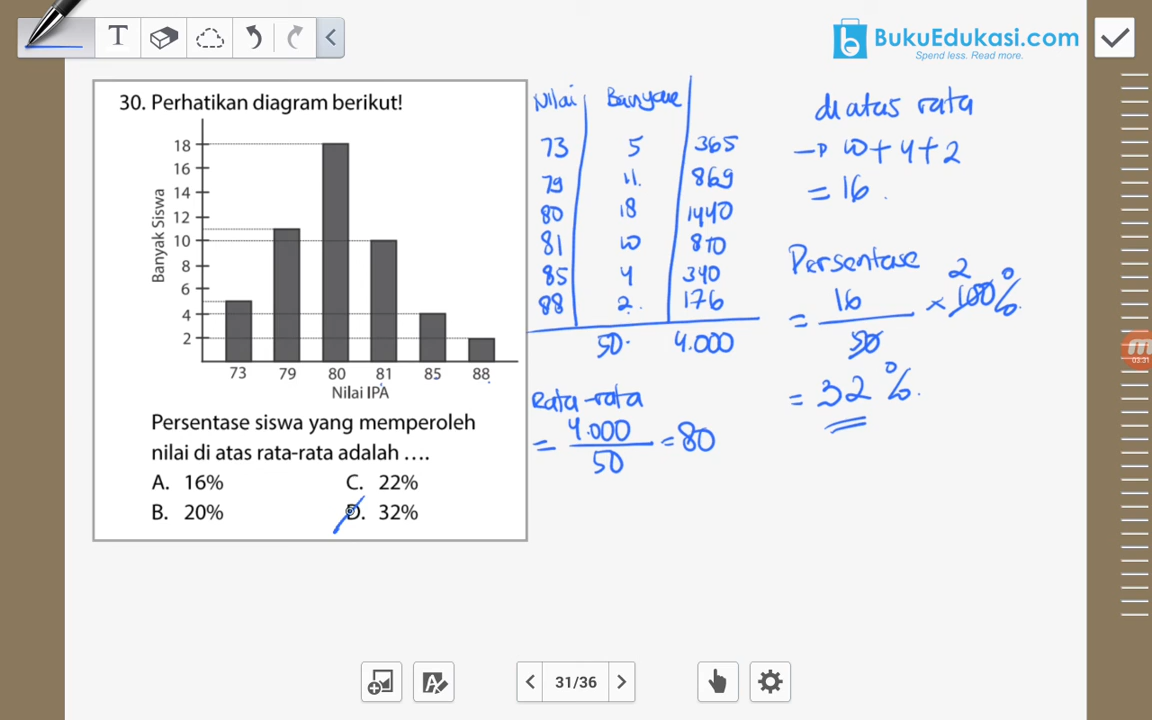 T
BukuEdukasi.com
Spend less. Read more.
30. Perhatikan diagram berikut!
Banyak Siswa
18
16
14
12
10
8
6
4
2
73 79 80 81 85 88
Nilai IPA
Persentase siswa yang memperoleh
nilai di atas rata-rata adalah ....
A. 16%
C. 22%
B. 20%
D. 32%
Nilai Banyak
73 5 365
79 11 869
80 18 1440
81 10 810
85 4 340
88 2 176
50 4.000
Rata-rata
= 4.000
50
= 80
di atas rata
→ 10 + 4 + 2
= 16
Persentase
2
= 16 × 100%
50
= 32%
31/36
03:31